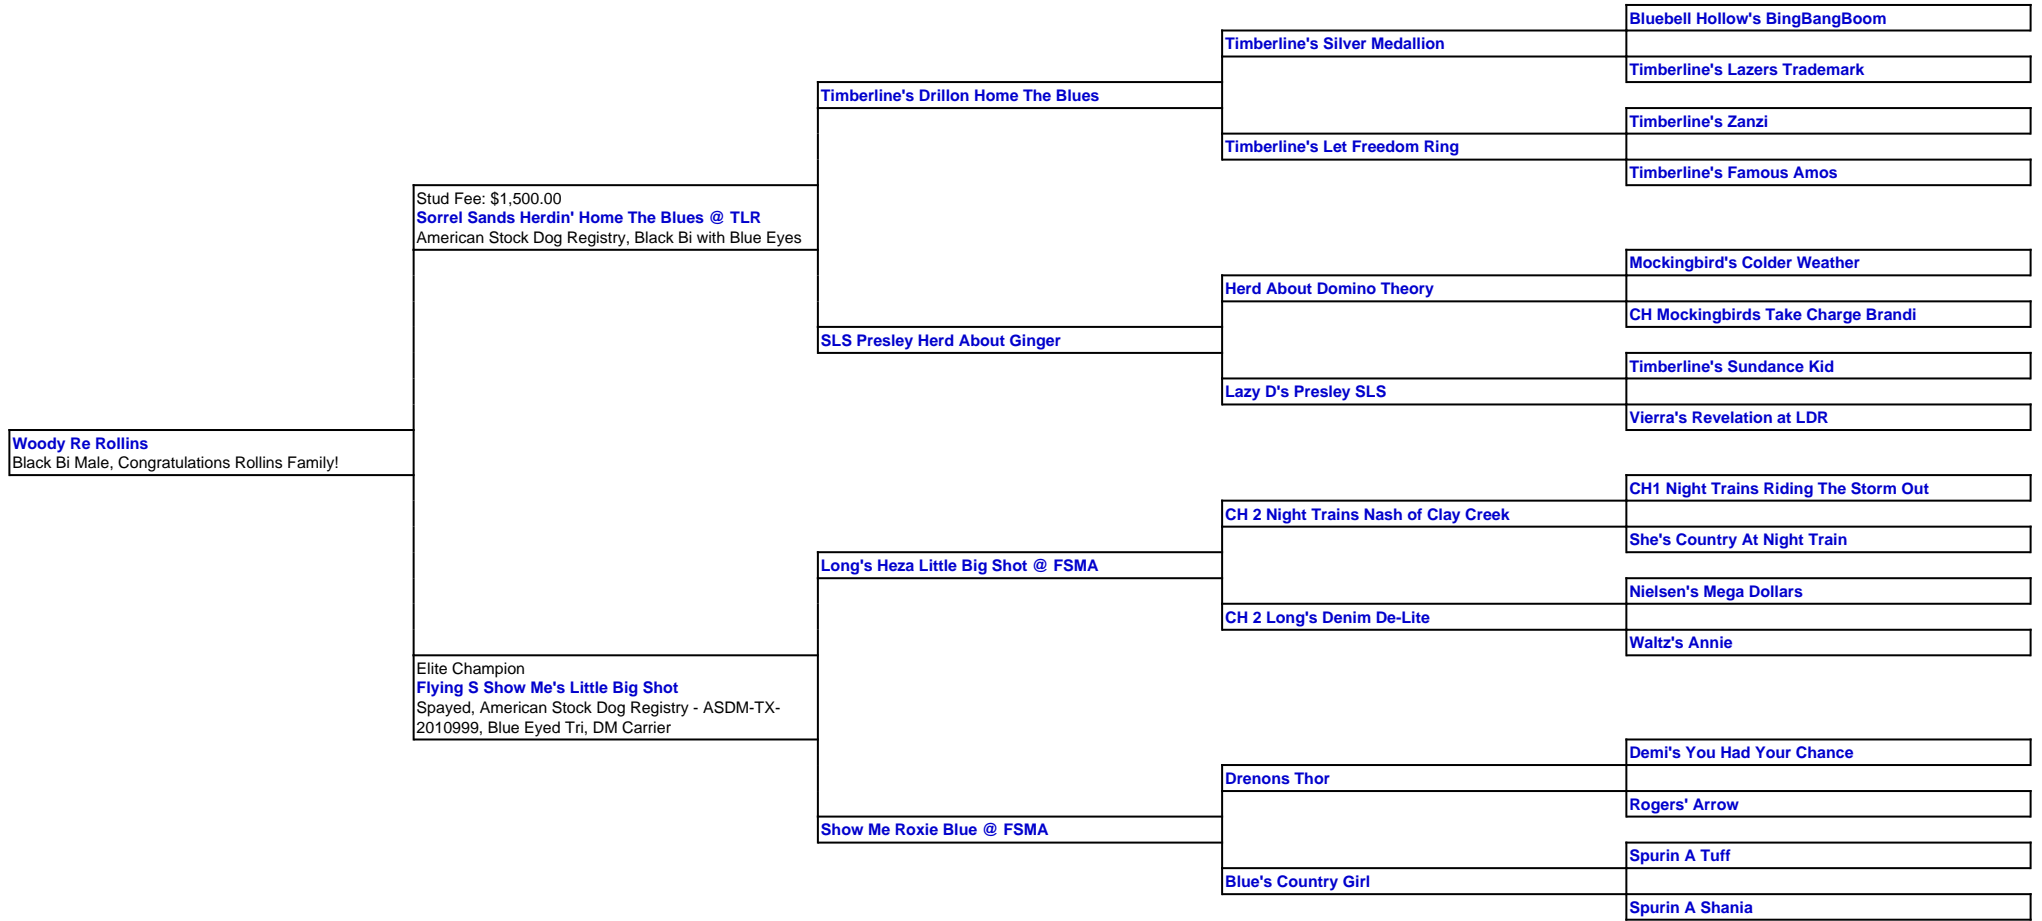 Bluebell Hollow's BingBangBoom
Timberline's Silver Medallion
Timberline's Lazers Trademark
Timberline's Drillon Home The Blues
Timberline's Zanzi
Timberline's Let Freedom Ring
Timberline's Famous Amos
Stud Fee: $1,500.00
Sorrel Sands Herdin' Home The Blues @ TLR
American Stock Dog Registry, Black Bi with Blue Eyes
Mockingbird's Colder Weather
Herd About Domino Theory
CH Mockingbirds Take Charge Brandi
SLS Presley Herd About Ginger
Timberline's Sundance Kid
Lazy D's Presley SLS
Vierra's Revelation at LDR
Woody Re Rollins
Black Bi Male, Congratulations Rollins Family!
CH1 Night Trains Riding The Storm Out
CH 2 Night Trains Nash of Clay Creek
She's Country At Night Train
Long's Heza Little Big Shot @ FSMA
Nielsen's Mega Dollars
CH 2 Long's Denim De-Lite
Waltz's Annie
Elite Champion
Flying S Show Me's Little Big Shot
Spayed, American Stock Dog Registry - ASDM-TX-
2010999, Blue Eyed Tri, DM Carrier
Demi's You Had Your Chance
Drenons Thor
Rogers' Arrow
Show Me Roxie Blue @ FSMA
Spurin A Tuff
Blue's Country Girl
Spurin A Shania